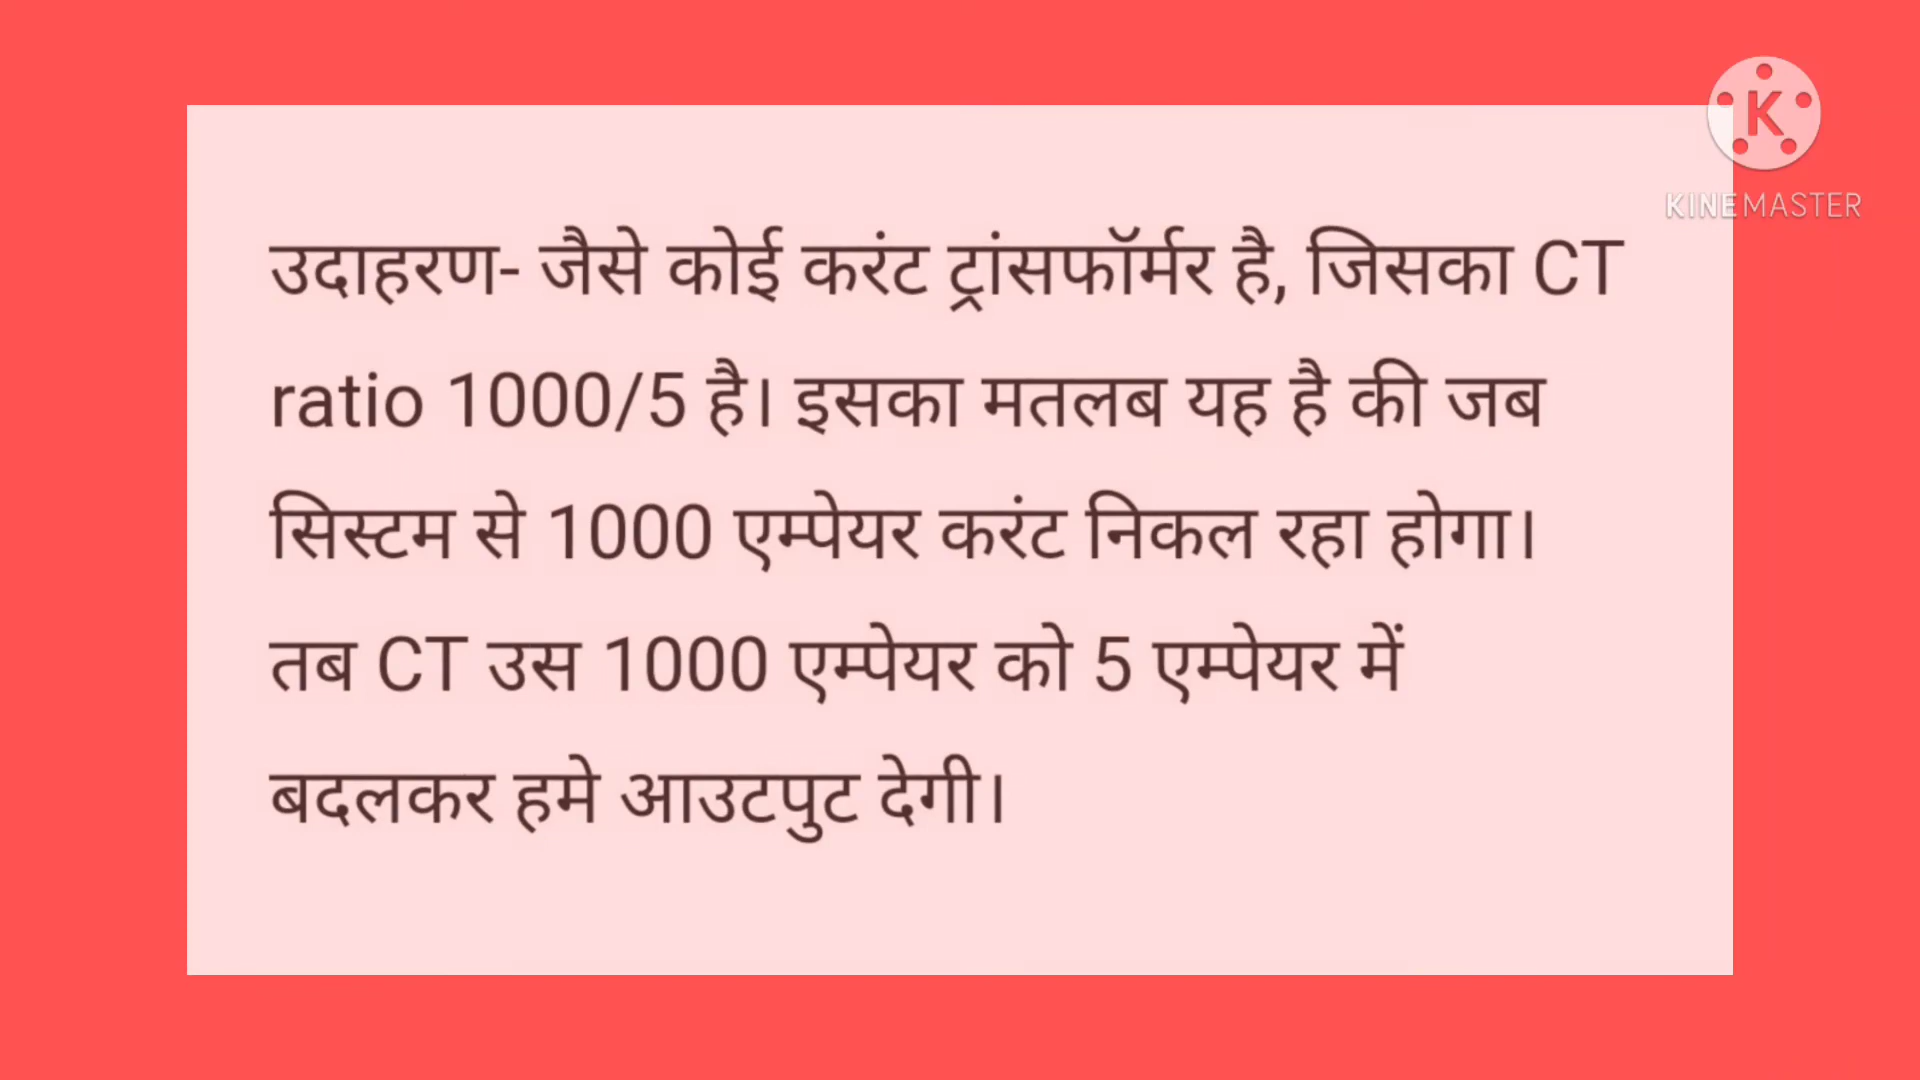 K
KINEMASTER
उदाहरण- जैसे कोई करंट ट्रांसफॉर्मर है, जिसका CT
ratio 1000/5 है। इसका मतलब यह है की जब
सिस्टम से 1000 एम्पेयर करंट निकल रहा होगा।
तब CT उस 1000 एम्पेयर को 5 एम्पेयर में
बदलकर हमे आउटपुट देगी।